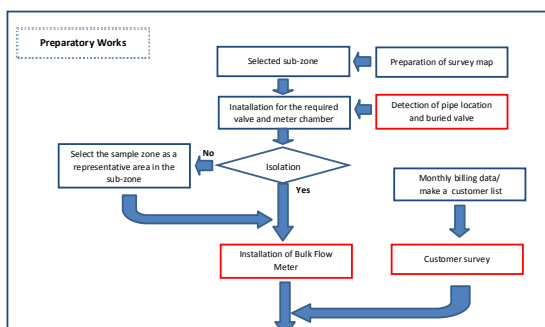 Preparatory Works
Selected sub-zone
Preparation of survey map
Inatallation for the required
valve and meter chamber
Detection of pipe location
and buried valve
Select the sample zone as a
representative area in the
sub-zone
No
Isolation
Yes
Monthly billing data/
make a customer list
Installation of Bulk Flow
Meter
Customer survey